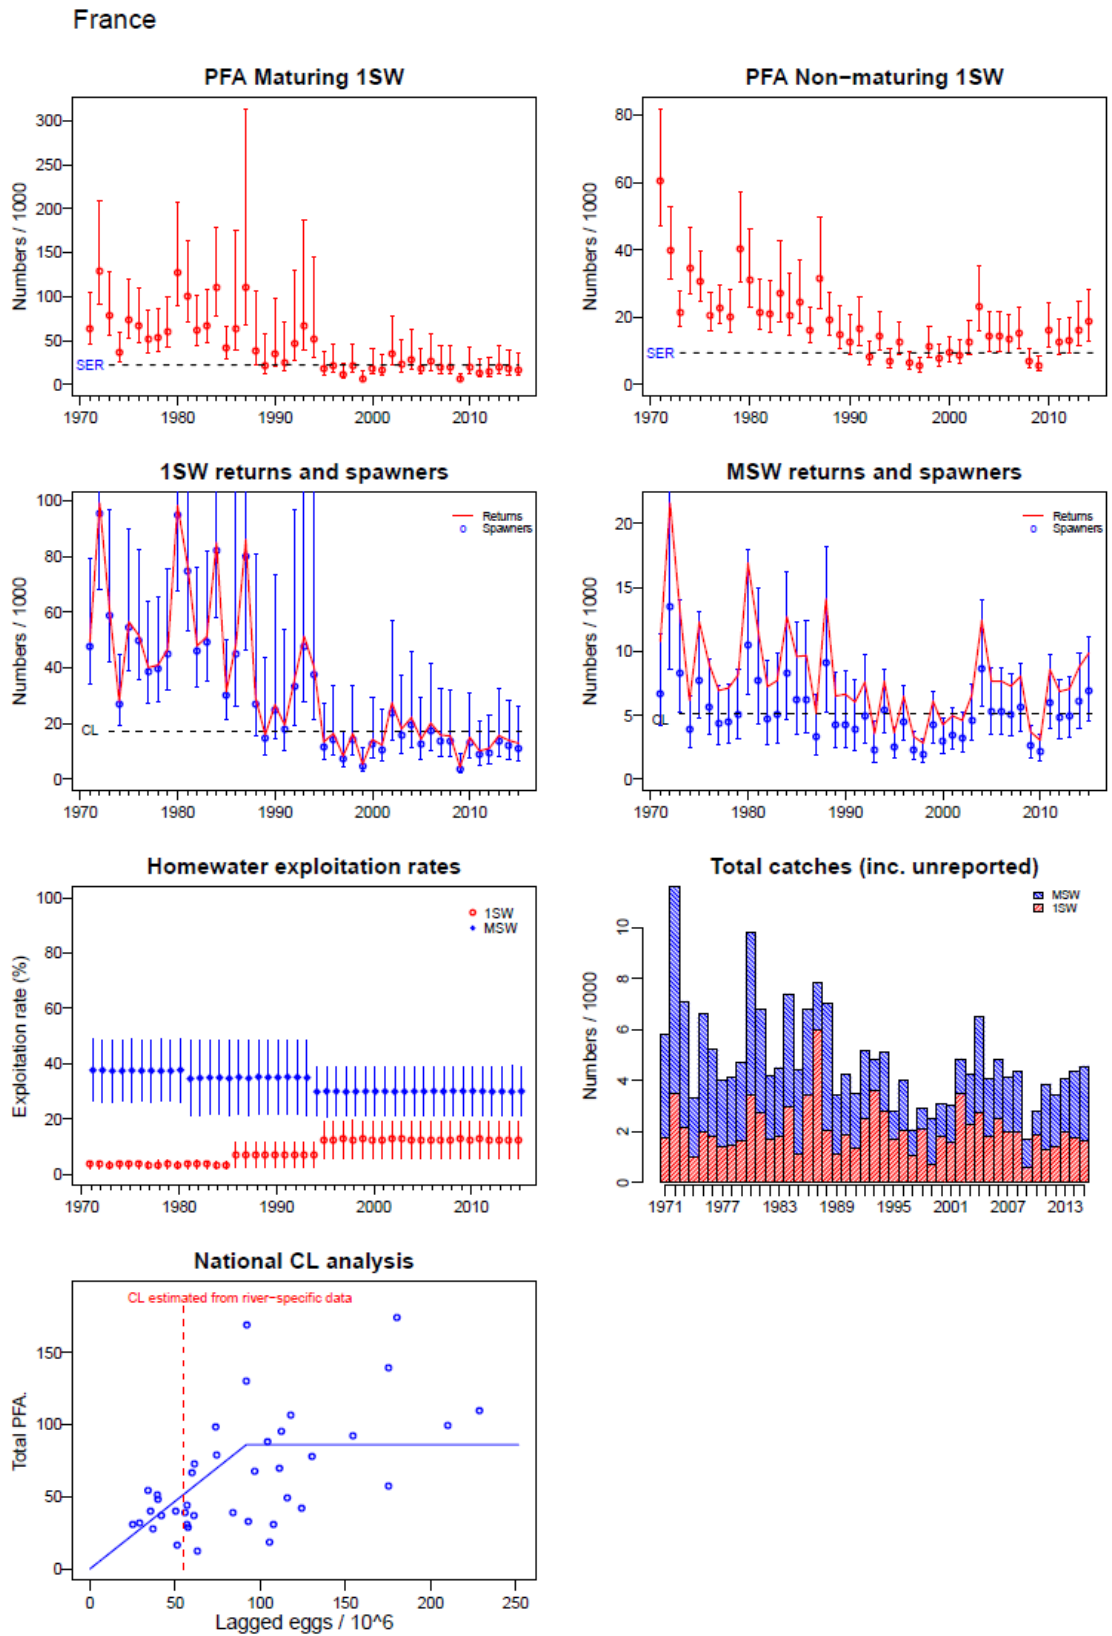 France
PFA Maturing 1SW
Numbers / 1000
300
250
200
150
100
50
0
SER
1970 1980 1990 2000 2010
PFA Non−maturing 1SW
Numbers / 1000
80
60
40
20
0
SER
1970 1980 1990 2000 2010
1SW returns and spawners
Numbers / 1000
100
80
60
40
20
0
CL
Returns
Spawners
1970 1980 1990 2000 2010
MSW returns and spawners
Numbers / 1000
20
15
10
5
0
CL
Returns
Spawners
1970 1980 1990 2000 2010
Homewater exploitation rates
Exploitation rate (%)
100
80
60
40
20
0
1SW
MSW
1970 1980 1990 2000 2010
Total catches (inc. unreported)
Numbers / 1000
10
8
6
4
2
0
MSW
1SW
1971 1977 1983 1989 1995 2001 2007 2013
National CL analysis
CL estimated from river−specific data
Total PFA.
150
100
50
0
0 50 100 150 200 250
Lagged eggs / 10^6